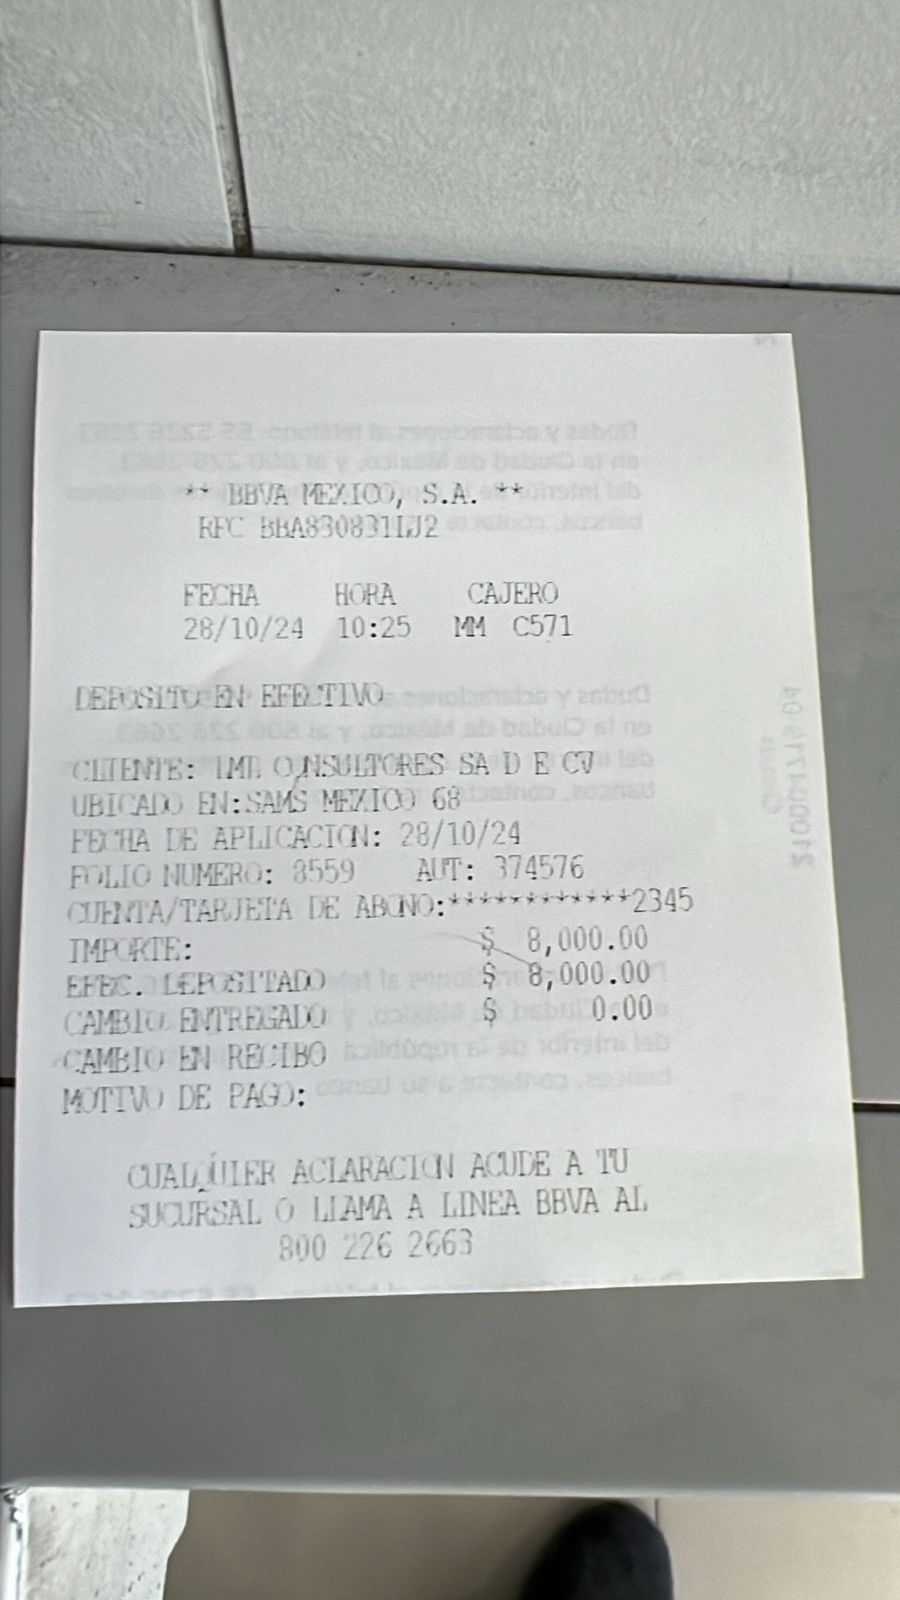 ** BBVA MEXICO, S.A. **
RFC BBA830831LJ2
FECHA HORA CAJERO
28/10/24 10:25 MM C571
DEPOSITO EN EFECTIVO
CLIENTE: IME CONSULTORES SA D E CV
UBICADO EN:SAMS MEXICO 68
FECHA DE APLICACION: 28/10/24
FOLIO NUMERO: 8559 AUT: 374576
CUENTA/TARJETA DE ABONO:************2345
IMPORTE: $ 8,000.00
EFEC. DEPOSITADO $ 8,000.00
CAMBIO ENTREGADO $ 0.00
CAMBIO EN RECIBO
MOTIVO DE PAGO:
CUALQUIER ACLARACION ACUDE A TU
SUCURSAL O LLAMA A LINEA BBVA AL
800 226 2663